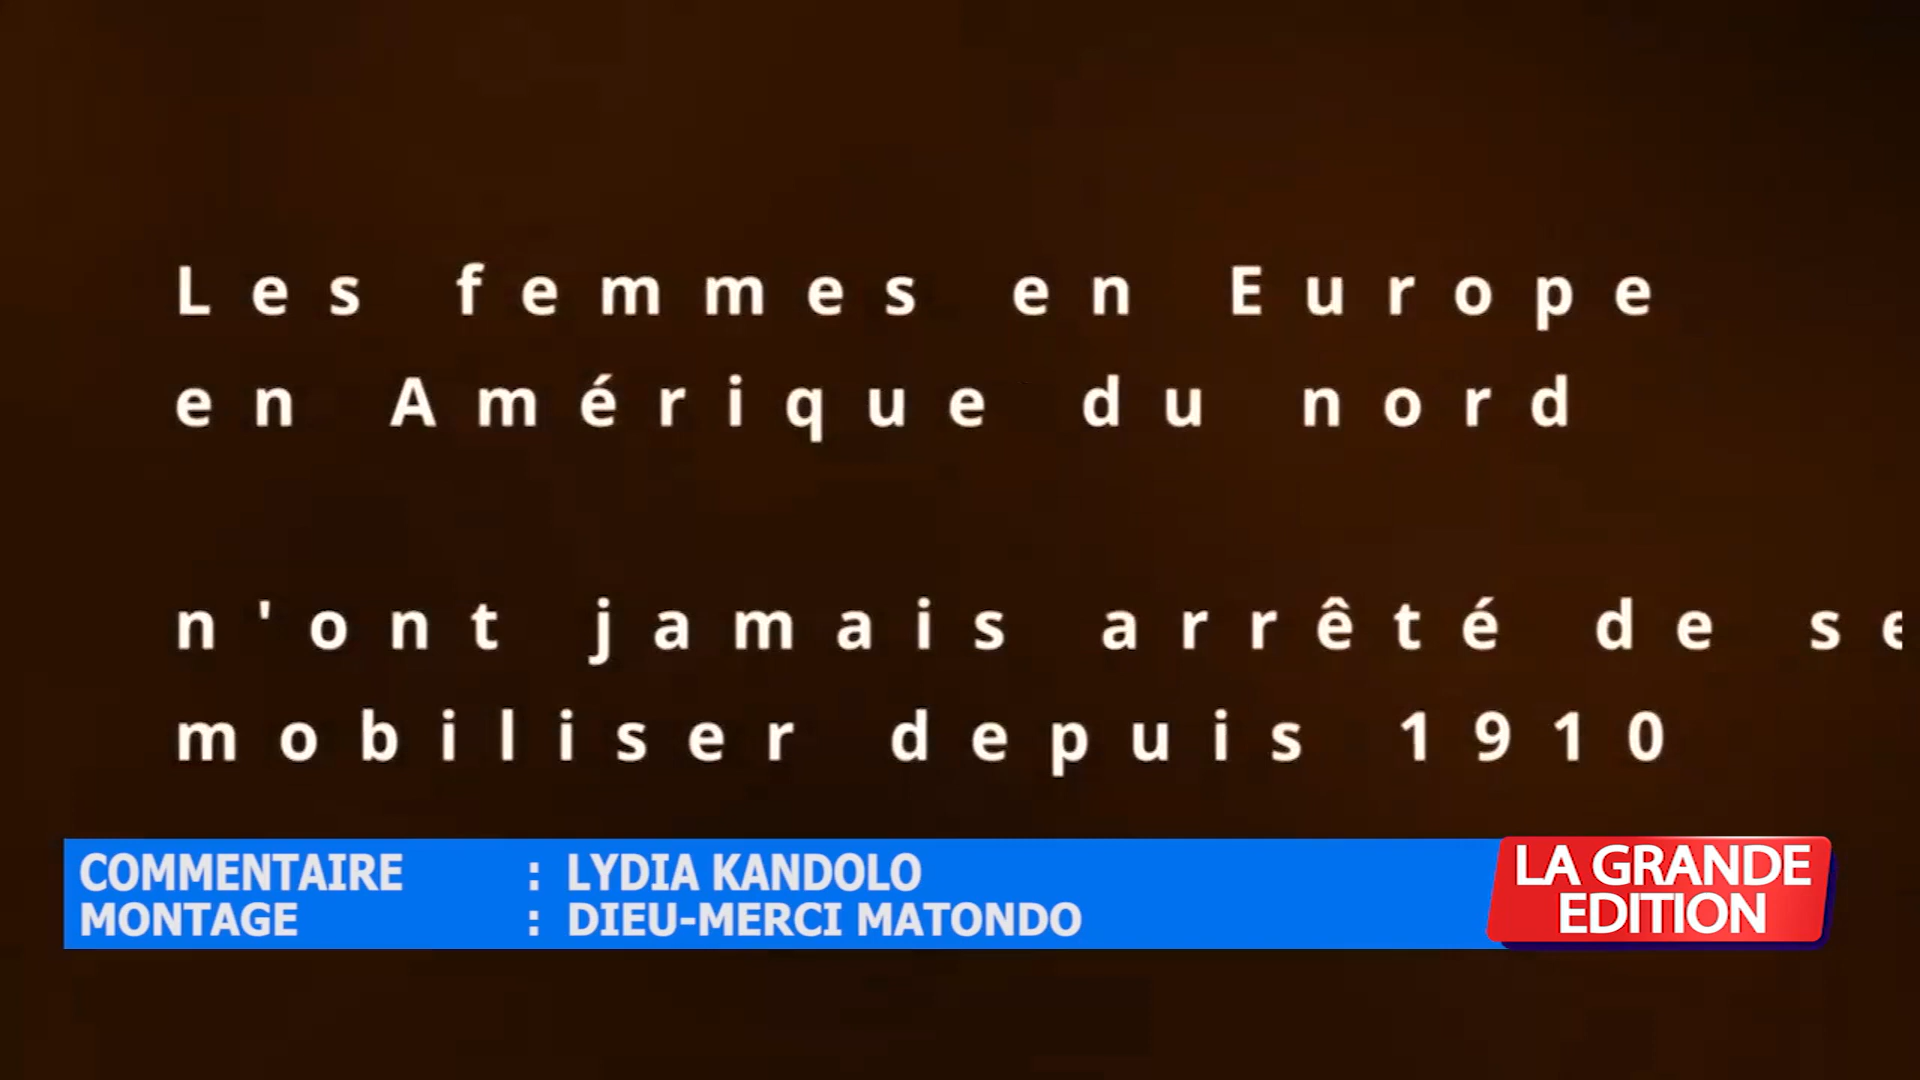 Les femmes en Europe
en Amérique du nord
n'ont jamais arrêté de se
mobiliser depuis 1910
COMMENTAIRE : LYDIA KANDOLO
MONTAGE : DIEU-MERCI MATONDO
LA GRANDE
EDITION